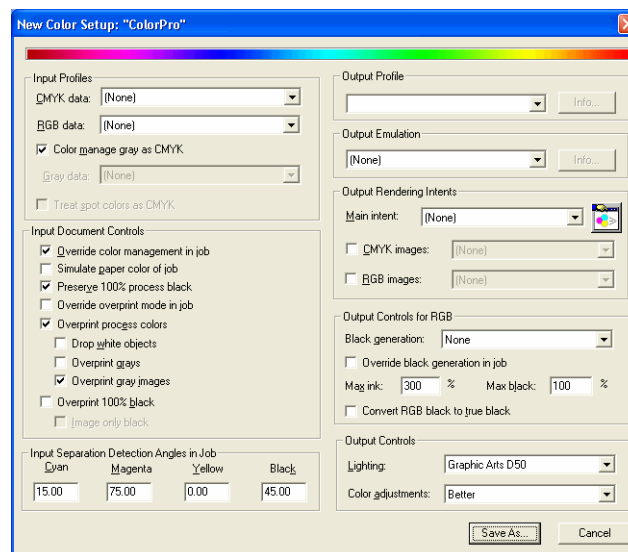 New Color Setup: "ColorPro"
Input Profiles
CMYK data: (None)
RGB data: (None)
Color manage gray as CMYK
Gray data: (None)
Treat spot colors as CMYK
Input Document Controls
Override color management in job
Simulate paper color of job
Preserve 100% process black
Override overprint mode in job
Overprint process colors
Drop white objects
Overprint grays
Overprint gray images
Overprint 100% black
Image only black
Input Separation Detection Angles in Job
Cyan Magenta Yellow Black
15.00 75.00 0.00 45.00
Output Profile
Info...
Output Emulation
(None) Info...
Output Rendering Intents
Main intent: (None)
CMYK images: (None)
RGB images: (None)
Output Controls for RGB
Black generation: None
Override black generation in job
Max ink: 300 % Max black: 100 %
Convert RGB black to true black
Output Controls
Lighting: Graphic Arts D50
Color adjustments: Better
Save As... Cancel